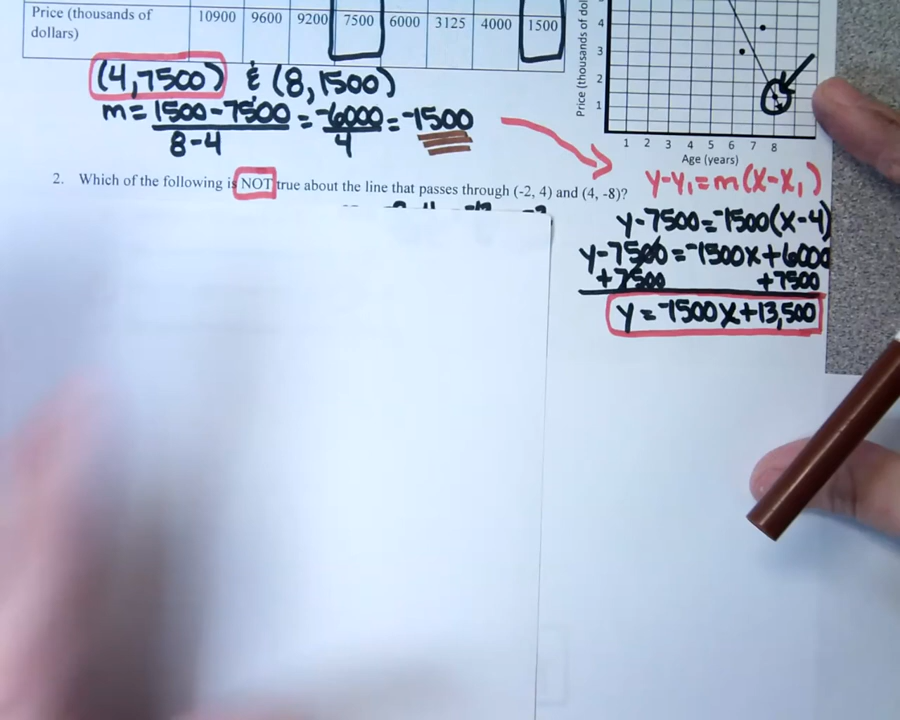 Price (thousands of dollars) 10900 9600 9200 7500 6000 3125 4000 1500
(4,7500) & (8,1500)
m = 1500-7500 / 8-4 = -6000 / 4 = -1500
Price (thousands of dol
4
3
2
1
1 2 3 4 5 6 7 8
Age (years)
2. Which of the following is NOT true about the line that passes through (-2, 4) and (4, -8)?
y-y₁=m(x-x₁)
y-7500=-1500(x-4)
y-7500=-1500x+6000
+7500 +7500
y=-1500x+13,500